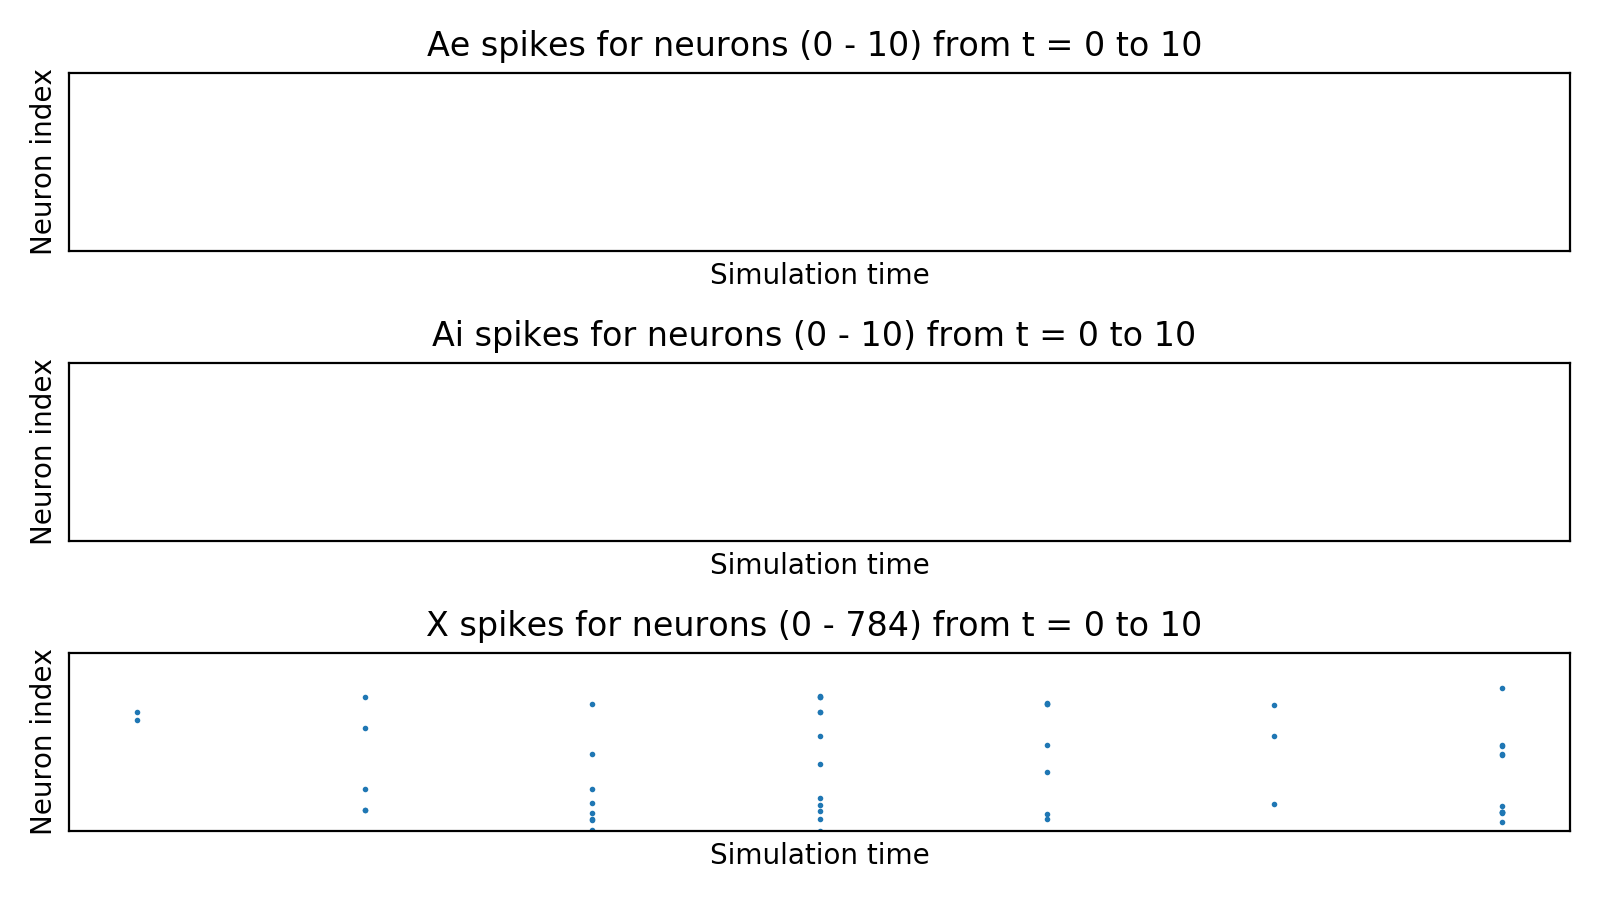 Ae spikes for neurons (0 - 10) from t = 0 to 10
Neuron index
Simulation time
Ai spikes for neurons (0 - 10) from t = 0 to 10
Neuron index
Simulation time
X spikes for neurons (0 - 784) from t = 0 to 10
Neuron index
Simulation time